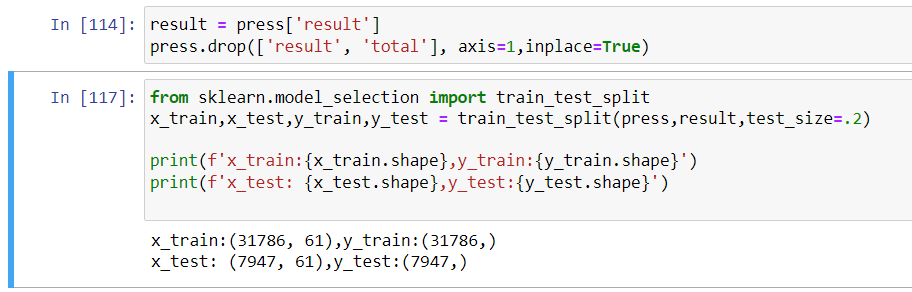 In [114]: result = press['result']
press.drop(['result', 'total'], axis=1,inplace=True)
In [117]: from sklearn.model_selection import train_test_split
x_train,x_test,y_train,y_test = train_test_split(press,result,test_size=.2)
print(f'x_train:{x_train.shape},y_train:{y_train.shape}')
print(f'x_test: {x_test.shape},y_test:{y_test.shape}')
x_train:(31786, 61),y_train:(31786,)
x_test: (7947, 61),y_test:(7947,)